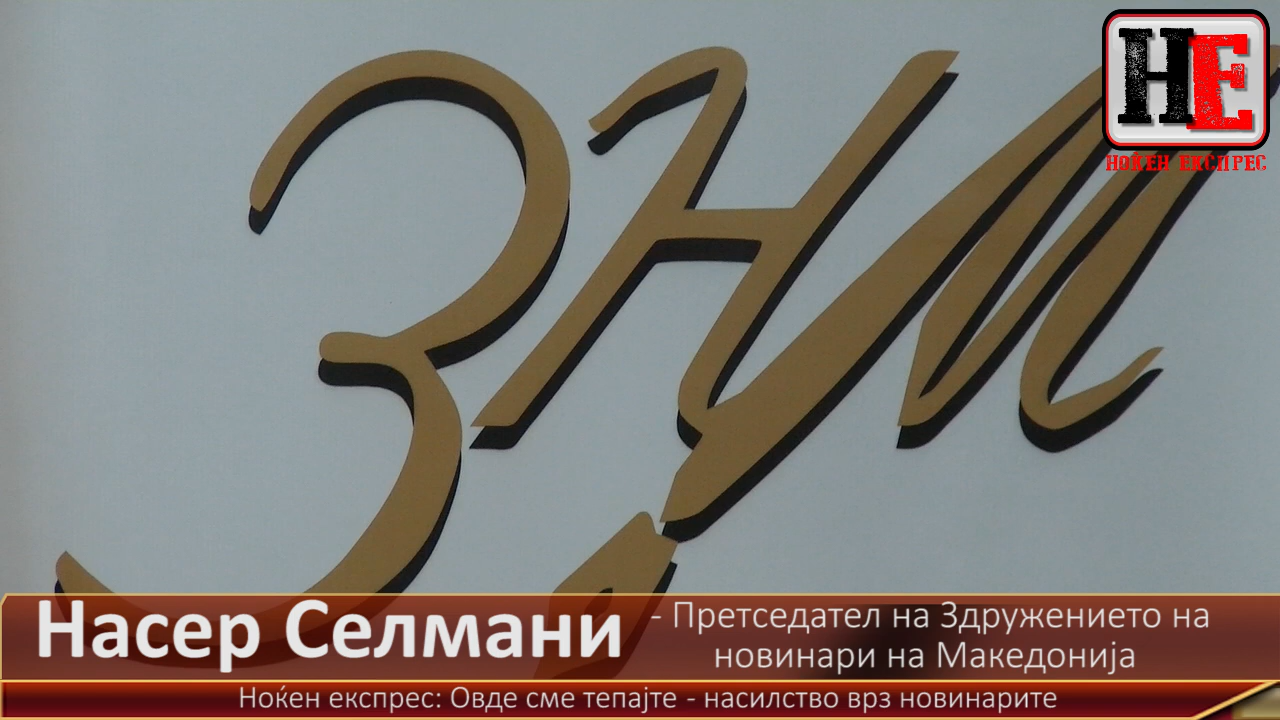 ЗНМ
НЕ
НОЌЕН ЕКСПРЕС
Насер Селмани
- Претседател на Здружението на
новинари на Македонија
Ноќен експрес: Овде сме тепајте - насилство врз новинарите